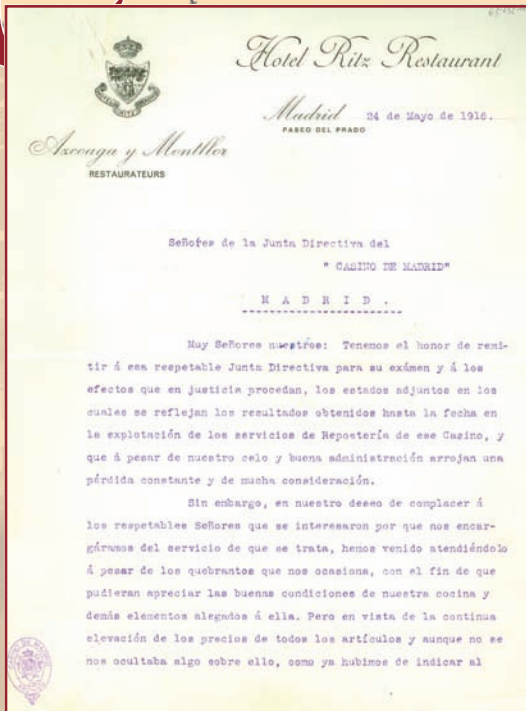 Hotel Ritz Restaurant
Madrid 24 de Mayo de 1916.
PASEO DEL PRADO
Azcoaga y Montllor
RESTAURATEURS
Señores de la Junta Directiva del
" CASINO DE MADRID"
M A D R I D .
Muy Señores nuestros: Tenemos el honor de remi-
tir á esa respetable Junta Directiva para su exámen y á los
efectos que en justicia procedan, los estados adjuntos en los
cuales se reflejan los resultados obtenidos hasta la fecha en
la explotación de los servicios de Repostería de ese Casino, y
que á pesar de nuestro celo y buena administración arrojan una
pérdida constante y de mucha consideración.
Sin embargo, en nuestro deseo de complacer á
los respetables Señores que se interesaron por que nos encar-
gáramos del servicio de que se trata, hemos venido atendiéndolo
á pesar de los quebrantos que nos ocasiona, con el fin de que
pudieran apreciar las buenas condiciones de nuestra cocina y
demás elementos alegados á ella. Pero en vista de la continua
elevación de los precios de todos los artículos y aunque no se
nos ocultaba algo sobre ello, como ya hubimos de indicar al